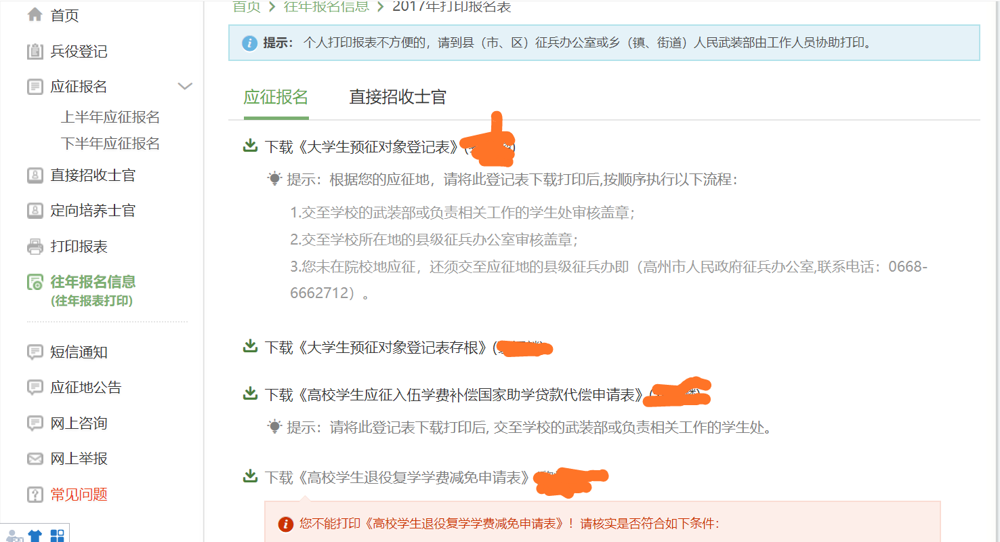 首页
兵役登记
应征报名
上半年应征报名
下半年应征报名
直接招收士官
定向培养士官
打印报表
往年报名信息
(往年报表打印)
短信通知
应征地公告
网上咨询
网上举报
常见问题
首页 > 往年报名信息 > 2017年打印报名表
提示： 个人打印报表不方便的，请到县（市、区）征兵办公室或乡（镇、街道）人民武装部由工作人员协助打印。
应征报名 直接招收士官
下载《大学生预征对象登记表》(
提示：根据您的应征地，请将此登记表下载打印后,按顺序执行以下流程：
1.交至学校的武装部或负责相关工作的学生处审核盖章；
2.交至学校所在地的县级征兵办公室审核盖章；
3.您未在院校地应征，还须交至应征地的县级征兵办即（高州市人民政府征兵办公室,联系电话：0668-
6662712）。
下载《大学生预征对象登记表存根》(
下载《高校学生应征入伍学费补偿国家助学贷款代偿申请表》(
提示：请将此登记表下载打印后, 交至学校的武装部或负责相关工作的学生处。
下载《高校学生退役复学学费减免申请表》(
您不能打印《高校学生退役复学学费减免申请表》！请核实是否符合如下条件：